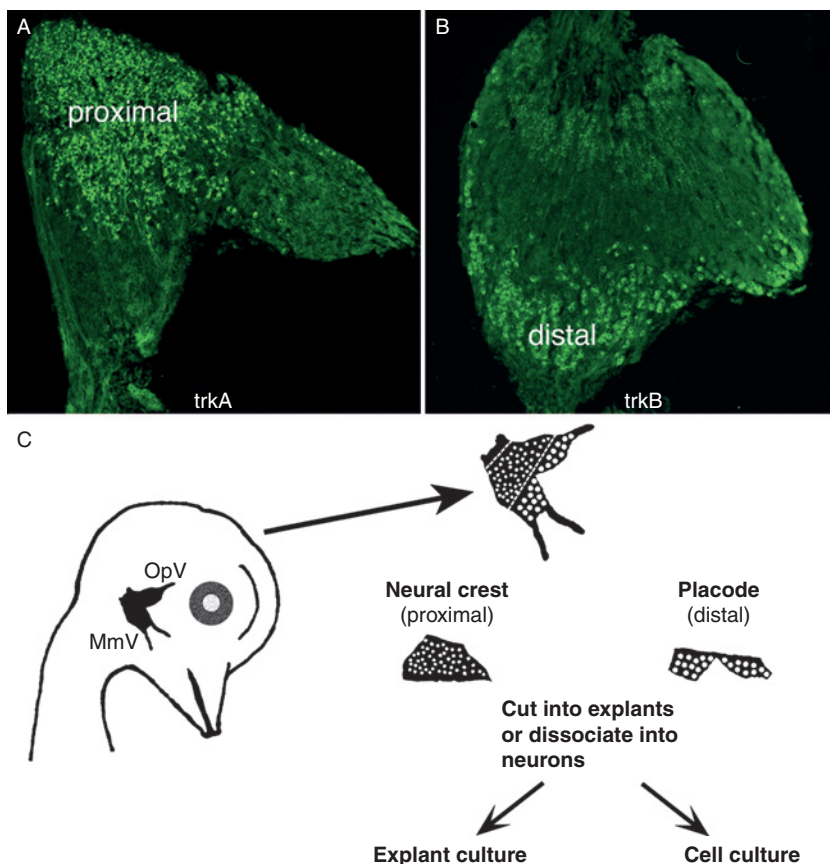 A
proximal
trkA
B
distal
trkB
C
OpV
MmV
Neural crest
(proximal)
Placode
(distal)
Cut into explants
or dissociate into
neurons
Explant culture
Cell culture